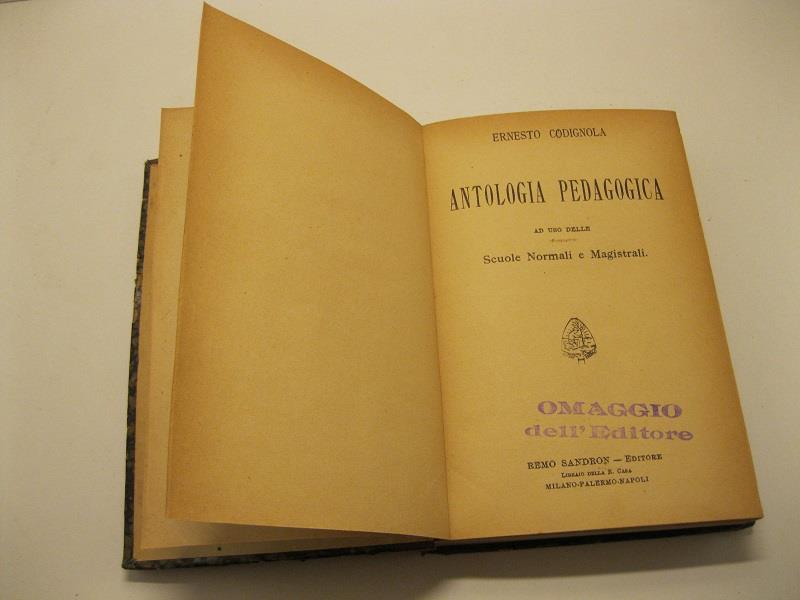 ERNESTO CODIGNOLA
ANTOLOGIA PEDAGOGICA
AD USO DELLE
Scuole Normali e Magistrali.
OMAGGIO
dell'Editore
REMO SANDRON — EDITORE
LIBRAIO DELLA R. CASA
MILANO-PALERMO-NAPOLI